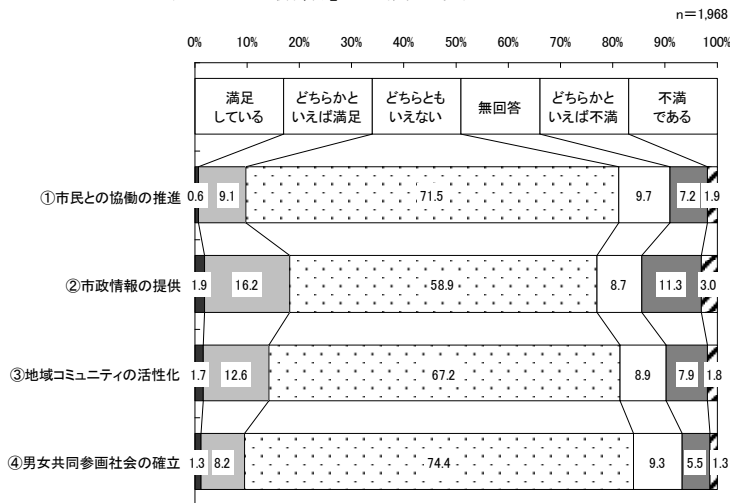 n＝1,968
0% 10% 20% 30% 40% 50% 60% 70% 80% 90% 100%
満足
している
どちらかと
いえば満足
どちらとも
いえない
無回答
どちらかと
いえば不満
不満
である
①市民との協働の推進 0.6 9.1 71.5 9.7 7.2 1.9
②市政情報の提供 1.9 16.2 58.9 8.7 11.3 3.0
③地域コミュニティの活性化 1.7 12.6 67.2 8.9 7.9 1.8
④男女共同参画社会の確立 1.3 8.2 74.4 9.3 5.5 1.3